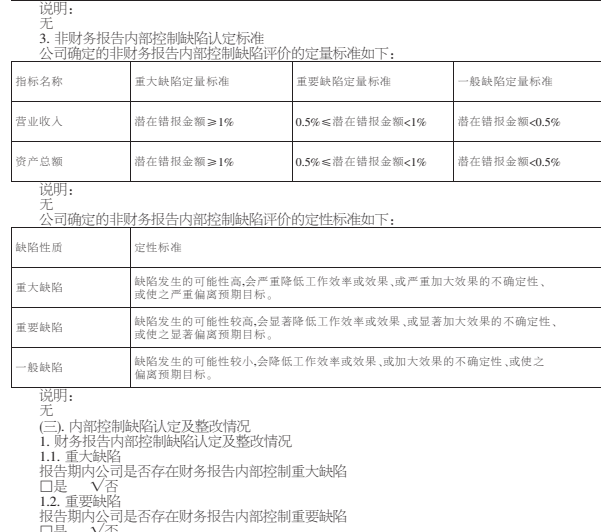 说明:
无
3. 非财务报告内部控制缺陷认定标准
公司确定的非财务报告内部控制缺陷评价的定量标准如下:
指标名称 重大缺陷定量标准 重要缺陷定量标准 一般缺陷定量标准
营业收入 潜在错报金额≥1% 0.5%≤潜在错报金额<1% 潜在错报金额<0.5%
资产总额 潜在错报金额≥1% 0.5%≤潜在错报金额<1% 潜在错报金额<0.5%
说明:
无
公司确定的非财务报告内部控制缺陷评价的定性标准如下:
缺陷性质 定性标准
重大缺陷 缺陷发生的可能性高,会严重降低工作效率或效果、或严重加大效果的不确定性、
或使之严重偏离预期目标。
重要缺陷 缺陷发生的可能性较高,会显著降低工作效率或效果、或显著加大效果的不确定性、
或使之显著偏离预期目标。
一般缺陷 缺陷发生的可能性较小,会降低工作效率或效果、或加大效果的不确定性、或使之
偏离预期目标。
说明:
无
(三). 内部控制缺陷认定及整改情况
1. 财务报告内部控制缺陷认定及整改情况
1.1. 重大缺陷
报告期内公司是否存在财务报告内部控制重大缺陷
□是 √否
1.2. 重要缺陷
报告期内公司是否存在财务报告内部控制重要缺陷
□是 √否